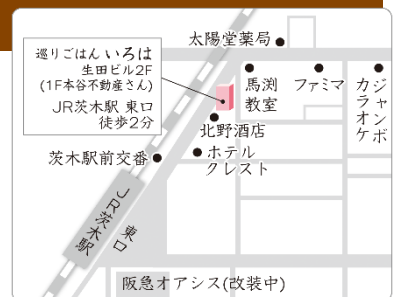 太陽堂薬局
巡りごはん いろは
生田ビル2F
(1F本谷不動産さん)
JR茨木駅 東口
徒歩2分
馬渕
教室
ファミマ
カラオケ
ジャンボ
北野酒店
ホテル
クレスト
茨木駅前交番
JR茨木駅
東口
阪急オアシス(改装中)